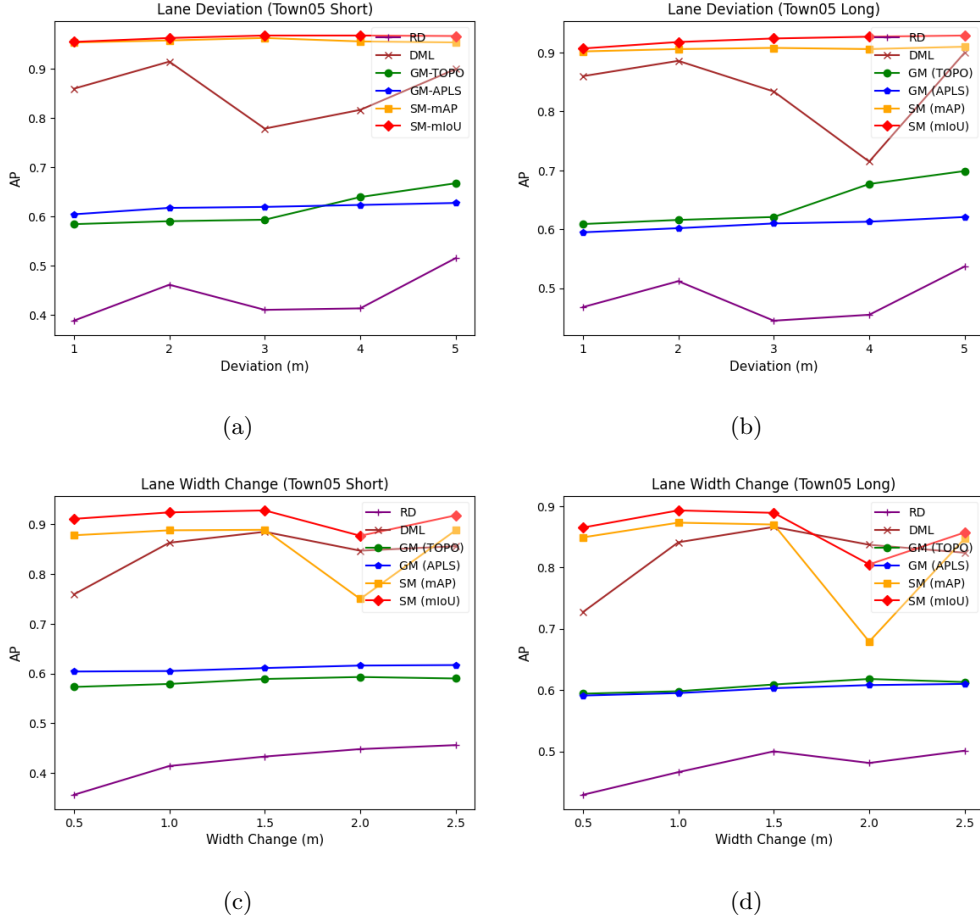 Lane Deviation (Town05 Short)
AP
0.9
0.8
0.7
0.6
0.5
0.4
RD
DML
GM-TOPO
GM-APLS
SM-mAP
SM-mIoU
1 2 3 4 5
Deviation (m)
(a)
Lane Deviation (Town05 Long)
AP
0.9
0.8
0.7
0.6
0.5
RD
DML
GM (TOPO)
GM (APLS)
SM (mAP)
SM (mIoU)
1 2 3 4 5
Deviation (m)
(b)
Lane Width Change (Town05 Short)
AP
0.9
0.8
0.7
0.6
0.5
0.4
RD
DML
GM (TOPO)
GM (APLS)
SM (mAP)
SM (mIoU)
0.5 1.0 1.5 2.0 2.5
Width Change (m)
(c)
Lane Width Change (Town05 Long)
AP
0.9
0.8
0.7
0.6
0.5
RD
DML
GM (TOPO)
GM (APLS)
SM (mAP)
SM (mIoU)
0.5 1.0 1.5 2.0 2.5
Width Change (m)
(d)